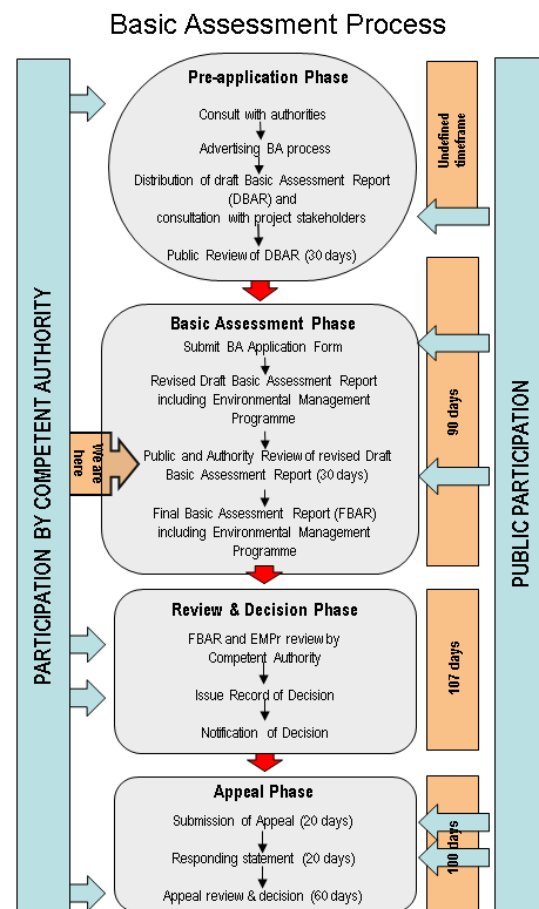 Basic Assessment Process
PARTICIPATION BY COMPETENT AUTHORITY
Pre-application Phase
Consult with authorities
Advertising BA process
Distribution of draft Basic Assessment Report
(DBAR) and
consultation with project stakeholders
Public Review of DBAR (30 days)
Undefined
timeframe
PUBLIC PARTICIPATION
Basic Assessment Phase
Submit BA Application Form
Revised Draft Basic Assessment Report
including Environmental Management
Programme
We are
here
Public and Authority Review of revised Draft
Basic Assessment Report (30 days)
Final Basic Assessment Report (FBAR)
including Environmental Management
Programme
90 days
Review & Decision Phase
FBAR and EMPr review by
Competent Authority
Issue Record of Decision
Notification of Decision
107 days
Appeal Phase
Submission of Appeal (20 days)
Responding statement (20 days)
Appeal review & decision (60 days)
100 days